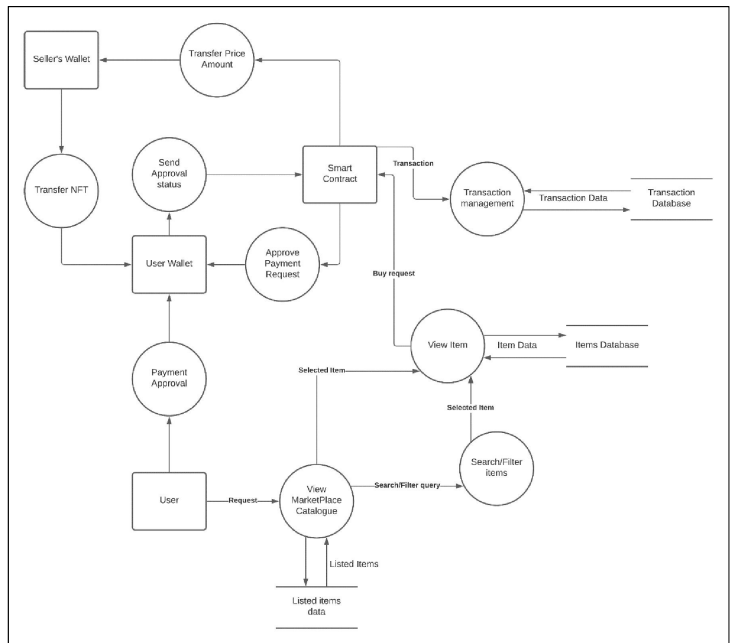 Transfer Price
Amount
Seller's Wallet
Send
Approval
status
Smart
Contract
Transaction
Transfer NFT
Transaction
management
Transaction Data
Transaction
Database
User Wallet
Approve
Payment
Request
Buy request
View Item
Item Data
Items Database
Payment
Approval
Selected Item
Selected Item
Search/Filter
items
User
Request
View
MarketPlace
Catalogue
Search/Filter query
Listed Items
Listed items
data